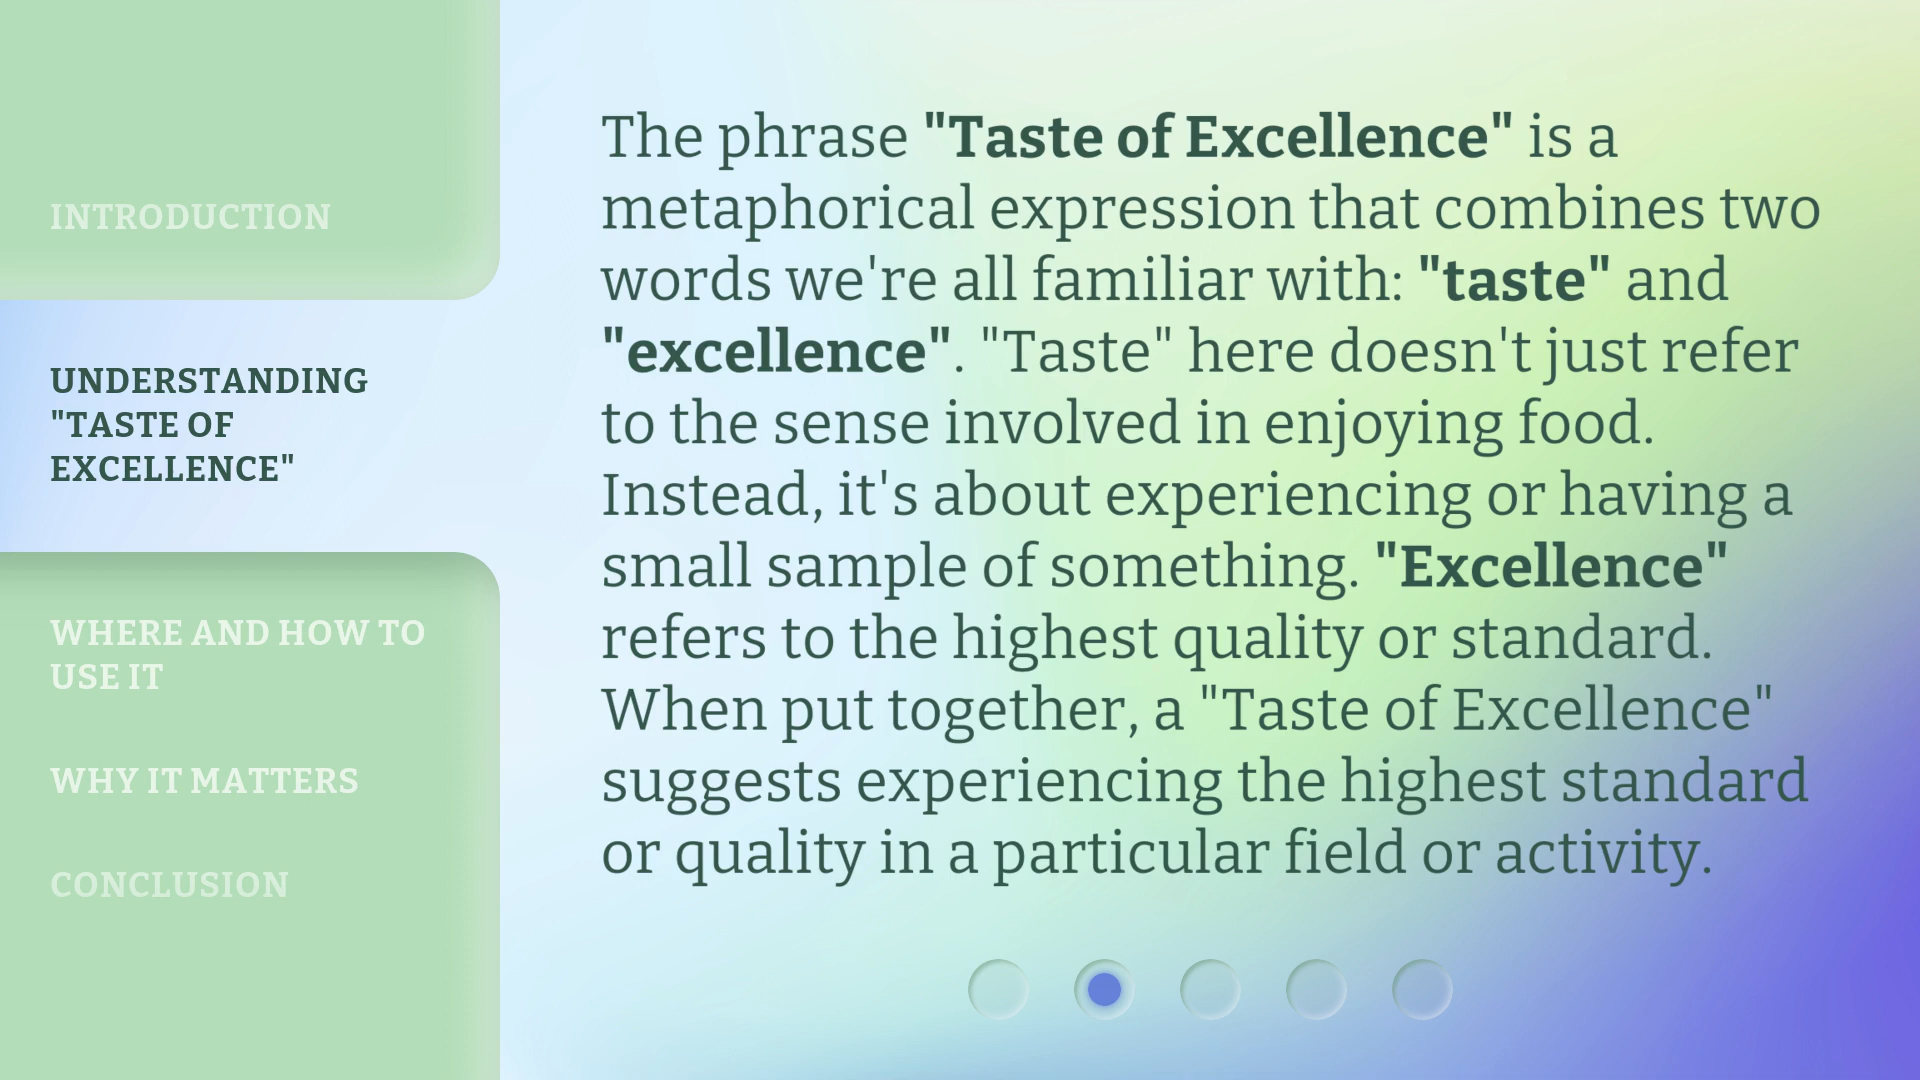 INTRODUCTION
UNDERSTANDING
"TASTE OF
EXCELLENCE"
WHERE AND HOW TO
USE IT
WHY IT MATTERS
CONCLUSION
The phrase "Taste of Excellence" is a
metaphorical expression that combines two
words we're all familiar with: "taste" and
"excellence". "Taste" here doesn't just refer
to the sense involved in enjoying food.
Instead, it's about experiencing or having a
small sample of something. "Excellence"
refers to the highest quality or standard.
When put together, a "Taste of Excellence"
suggests experiencing the highest standard
or quality in a particular field or activity.